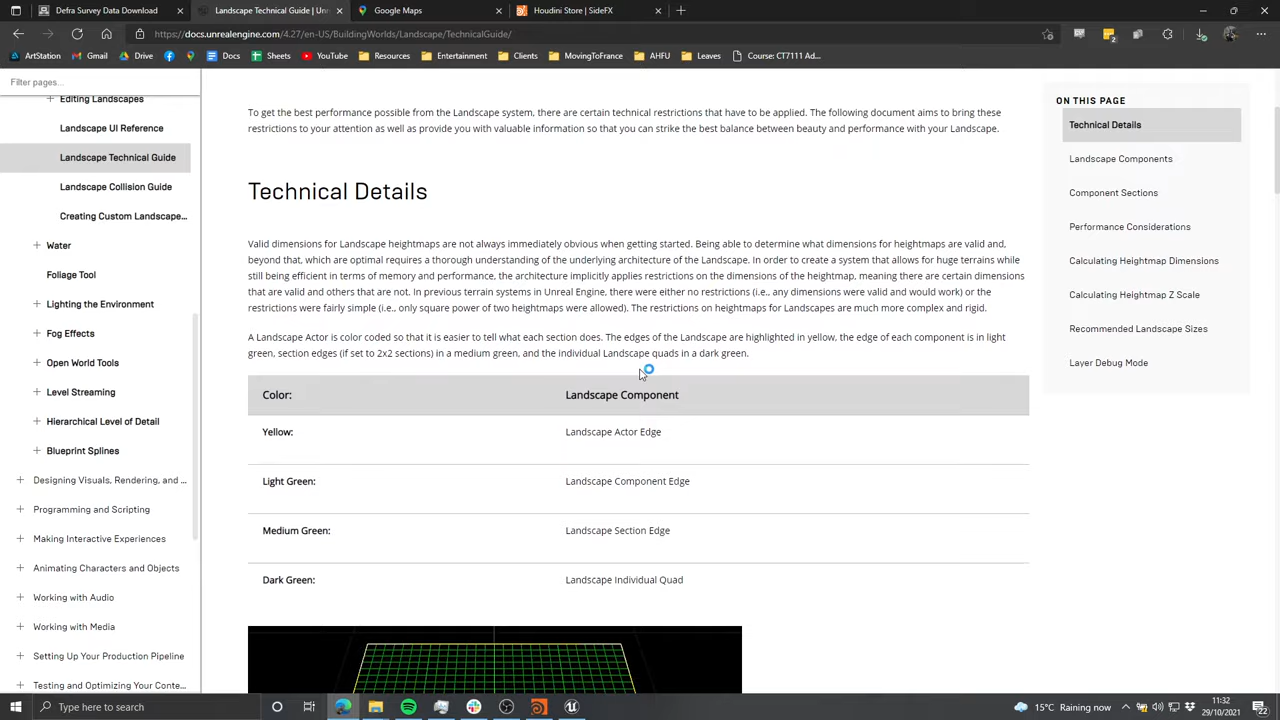 Defra Survey Data Download
Landscape Technical Guide | Unr
Google Maps
Houdini Store | SideFX
https://docs.unrealengine.com/4.27/en-US/BuildingWorlds/Landscape/TechnicalGuide/
ArtStation
Gmail
Drive
Docs
Sheets
YouTube
Resources
Entertainment
Clients
MovingToFrance
AHFU
Leaves
Course: CT7111 Ad...
Filter pages...
Editing Landscapes
Landscape UI Reference
Landscape Technical Guide
Landscape Collision Guide
Creating Custom Landscape...
Water
Foliage Tool
Lighting the Environment
Fog Effects
Open World Tools
Level Streaming
Hierarchical Level of Detail
Blueprint Splines
Designing Visuals, Rendering, and ...
Programming and Scripting
Making Interactive Experiences
Animating Characters and Objects
Working with Audio
Working with Media
Setting Up Your Production Pipeline
Testing and Optimizing Your Conte...
To get the best performance possible from the Landscape system, there are certain technical restrictions that have to be applied. The following document aims to bring these
restrictions to your attention as well as provide you with valuable information so that you can strike the best balance between beauty and performance with your Landscape.
Technical Details
Valid dimensions for Landscape heightmaps are not always immediately obvious when getting started. Being able to determine what dimensions for heightmaps are valid and,
beyond that, which are optimal requires a thorough understanding of the underlying architecture of the Landscape. In order to create a system that allows for huge terrains while
still being efficient in terms of memory and performance, the architecture implicitly applies restrictions on the dimensions of the heightmap, meaning there are certain dimensions
that are valid and others that are not. In previous terrain systems in Unreal Engine, there were either no restrictions (i.e., any dimensions were valid and would work) or the
restrictions were fairly simple (i.e., only square power of two heightmaps were allowed). The restrictions on heightmaps for Landscapes are much more complex and rigid.
A Landscape Actor is color coded so that it is easier to tell what each section does. The edges of the Landscape are highlighted in yellow, the edge of each component is in light
green, section edges (if set to 2x2 sections) in a medium green, and the individual Landscape quads in a dark green.
Color:
Landscape Component
Yellow:
Landscape Actor Edge
Light Green:
Landscape Component Edge
Medium Green:
Landscape Section Edge
Dark Green:
Landscape Individual Quad
ON THIS PAGE
Technical Details
Landscape Components
Component Sections
Performance Considerations
Calculating Heightmap Dimensions
Calculating Heightmap Z Scale
Recommended Landscape Sizes
Layer Debug Mode
Type here to search
15°C Raining now
11:32
29/10/2021
22